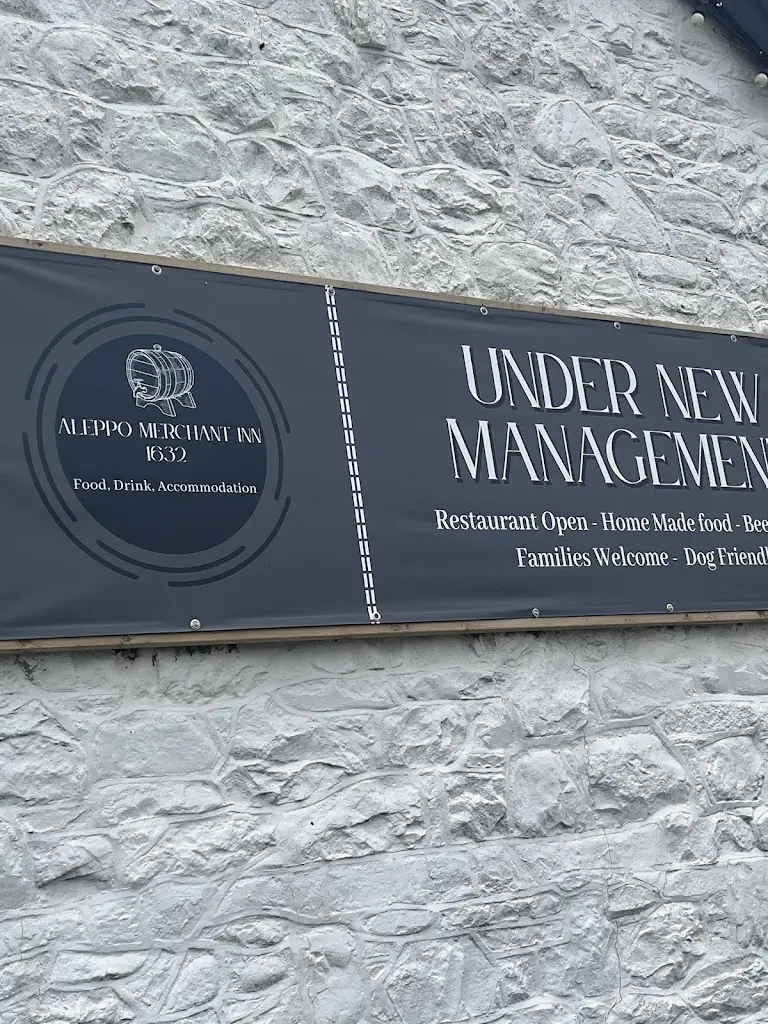 ALEPPO MERCHANT INN
1632
Food, Drink, Accommodation
UNDER NEW
MANAGEMEN
Restaurant Open - Home Made food - Bee
Families Welcome - Dog Friendl